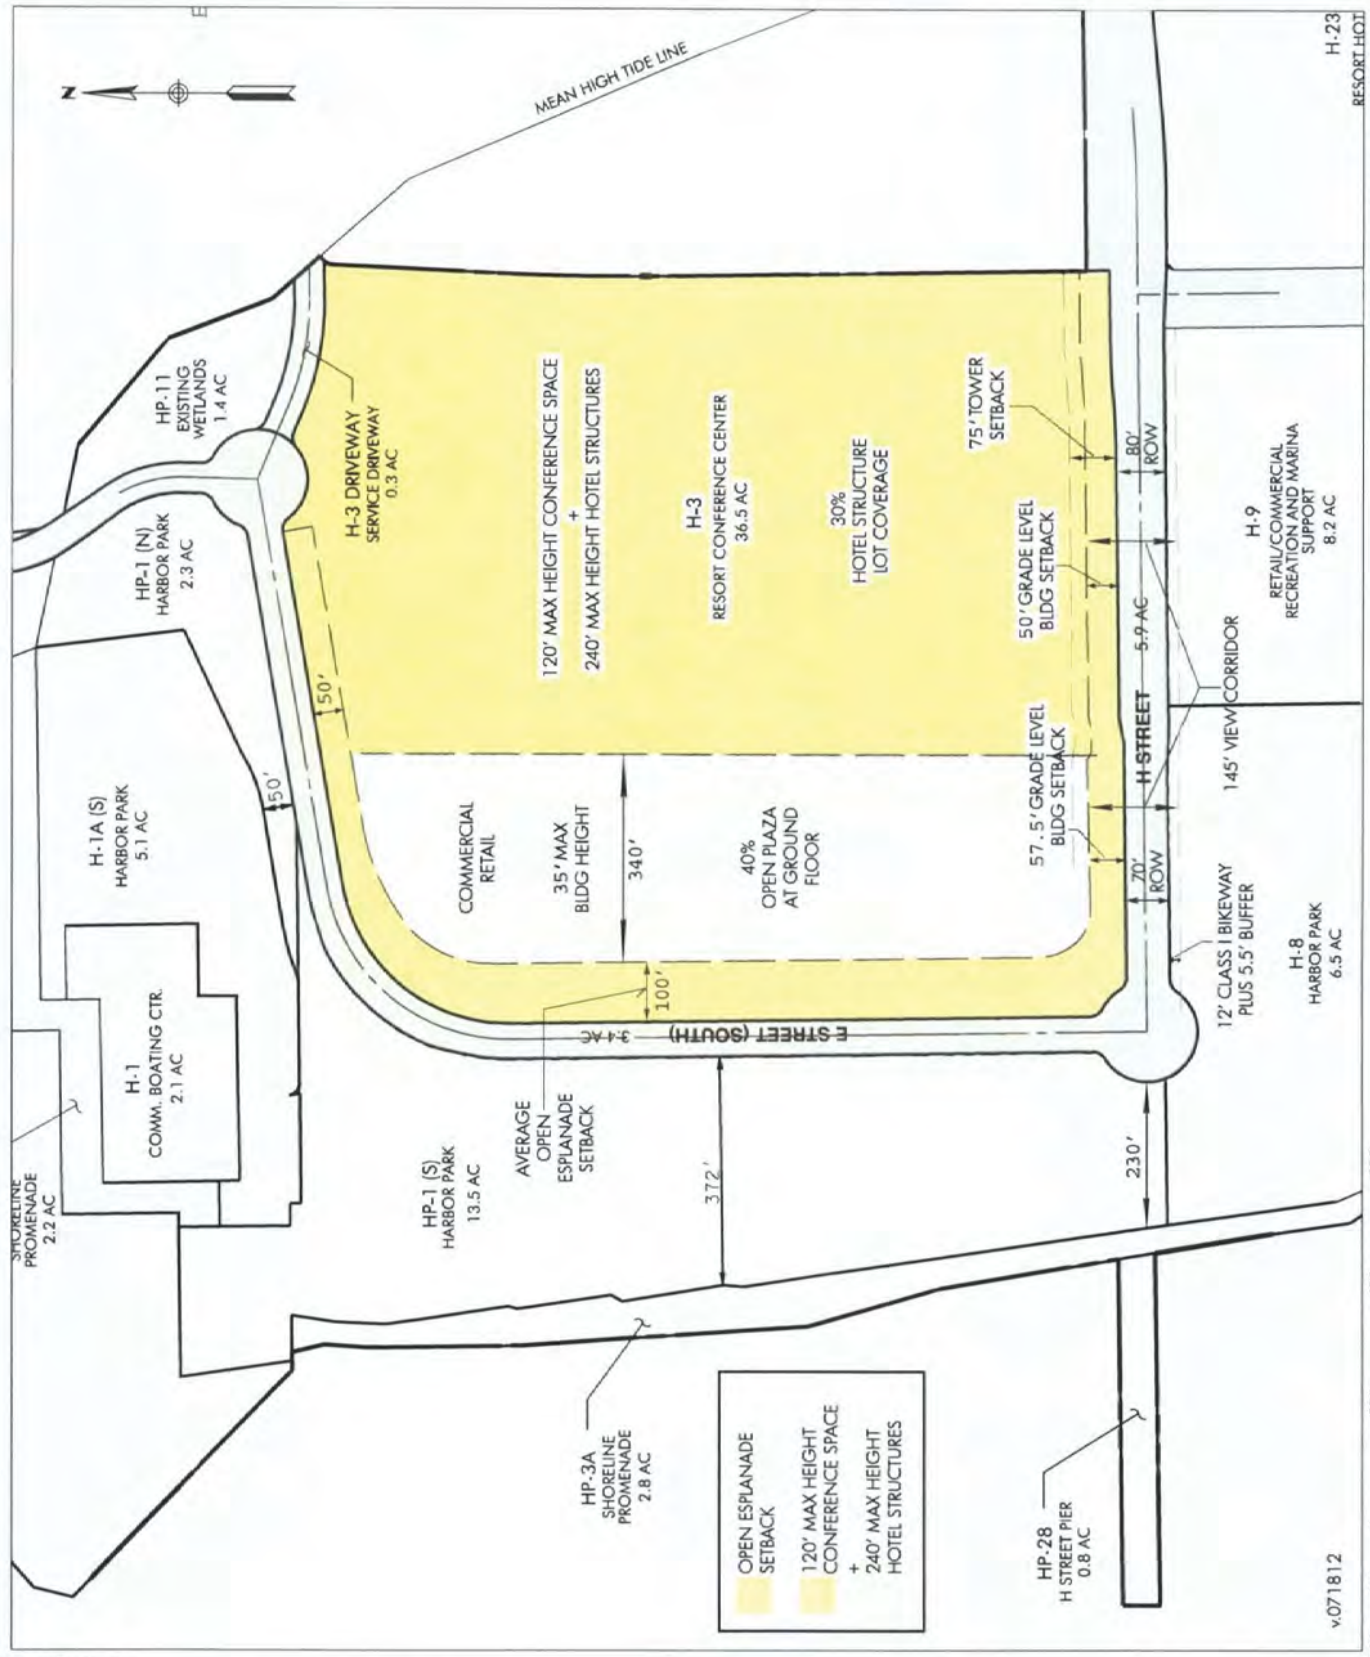 N
E
MEAN HIGH TIDE LINE
H-23
RESORT HOT
HP-11
EXISTING
WETLANDS
1.4 AC
HP-1 (N)
HARBOR PARK
2.3 AC
H-3 DRIVEWAY
SERVICE DRIVEWAY
0.3 AC
H-1A (S)
HARBOR PARK
5.1 AC
50'
50'
H-1
COMM. BOATING CTR.
2.1 AC
SHORELINE
PROMENADE
2.2 AC
120' MAX HEIGHT CONFERENCE SPACE
+
240' MAX HEIGHT HOTEL STRUCTURES
H-3
RESORT CONFERENCE CENTER
36.5 AC
30%
HOTEL STRUCTURE
LOT COVERAGE
75' TOWER
SETBACK
50' GRADE LEVEL
BLDG SETBACK
57.5' GRADE LEVEL
BLDG SETBACK
80'
ROW
H STREET 5.9 AC
70'
ROW
COMMERCIAL
RETAIL
35' MAX
BLDG HEIGHT
340'
40%
OPEN PLAZA
AT GROUND
FLOOR
100'
E STREET (SOUTH) 3.4 AC
AVERAGE
OPEN
ESPLANADE
SETBACK
HP-1 (S)
HARBOR PARK
13.5 AC
372'
230'
145' VIEW CORRIDOR
12' CLASS I BIKEWAY
PLUS 5.5' BUFFER
H-9
RETAIL/COMMERCIAL
RECREATION AND MARINA
SUPPORT
8.2 AC
H-8
HARBOR PARK
6.5 AC
HP-3A
SHORELINE
PROMENADE
2.8 AC
OPEN ESPLANADE
SETBACK
120' MAX HEIGHT
CONFERENCE SPACE
+
240' MAX HEIGHT
HOTEL STRUCTURES
HP-28
H STREET PIER
0.8 AC
v.071812